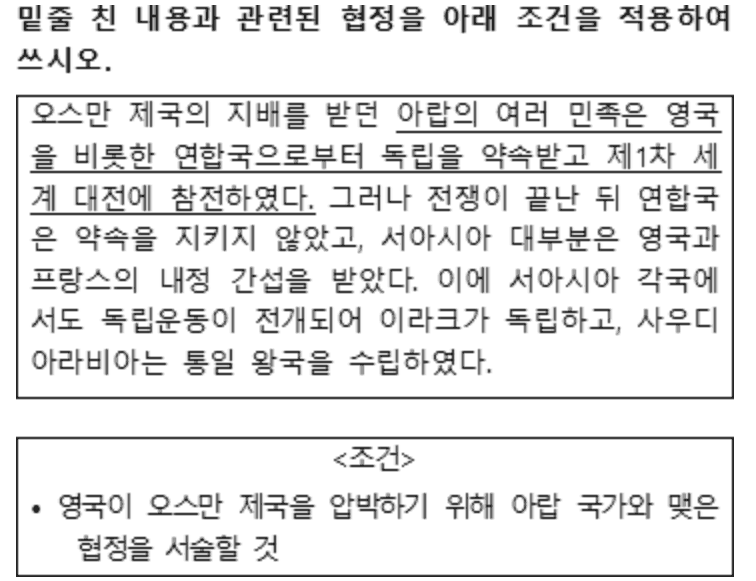 밑줄 친 내용과 관련된 협정을 아래 조건을 적용하여
쓰시오.
오스만 제국의 지배를 받던 아랍의 여러 민족은 영국
을 비롯한 연합국으로부터 독립을 약속받고 제1차 세
계 대전에 참전하였다. 그러나 전쟁이 끝난 뒤 연합국
은 약속을 지키지 않았고, 서아시아 대부분은 영국과
프랑스의 내정 간섭을 받았다. 이에 서아시아 각국에
서도 독립운동이 전개되어 이라크가 독립하고, 사우디
아라비아는 통일 왕국을 수립하였다.
<조건>
• 영국이 오스만 제국을 압박하기 위해 아랍 국가와 맺은
협정을 서술할 것